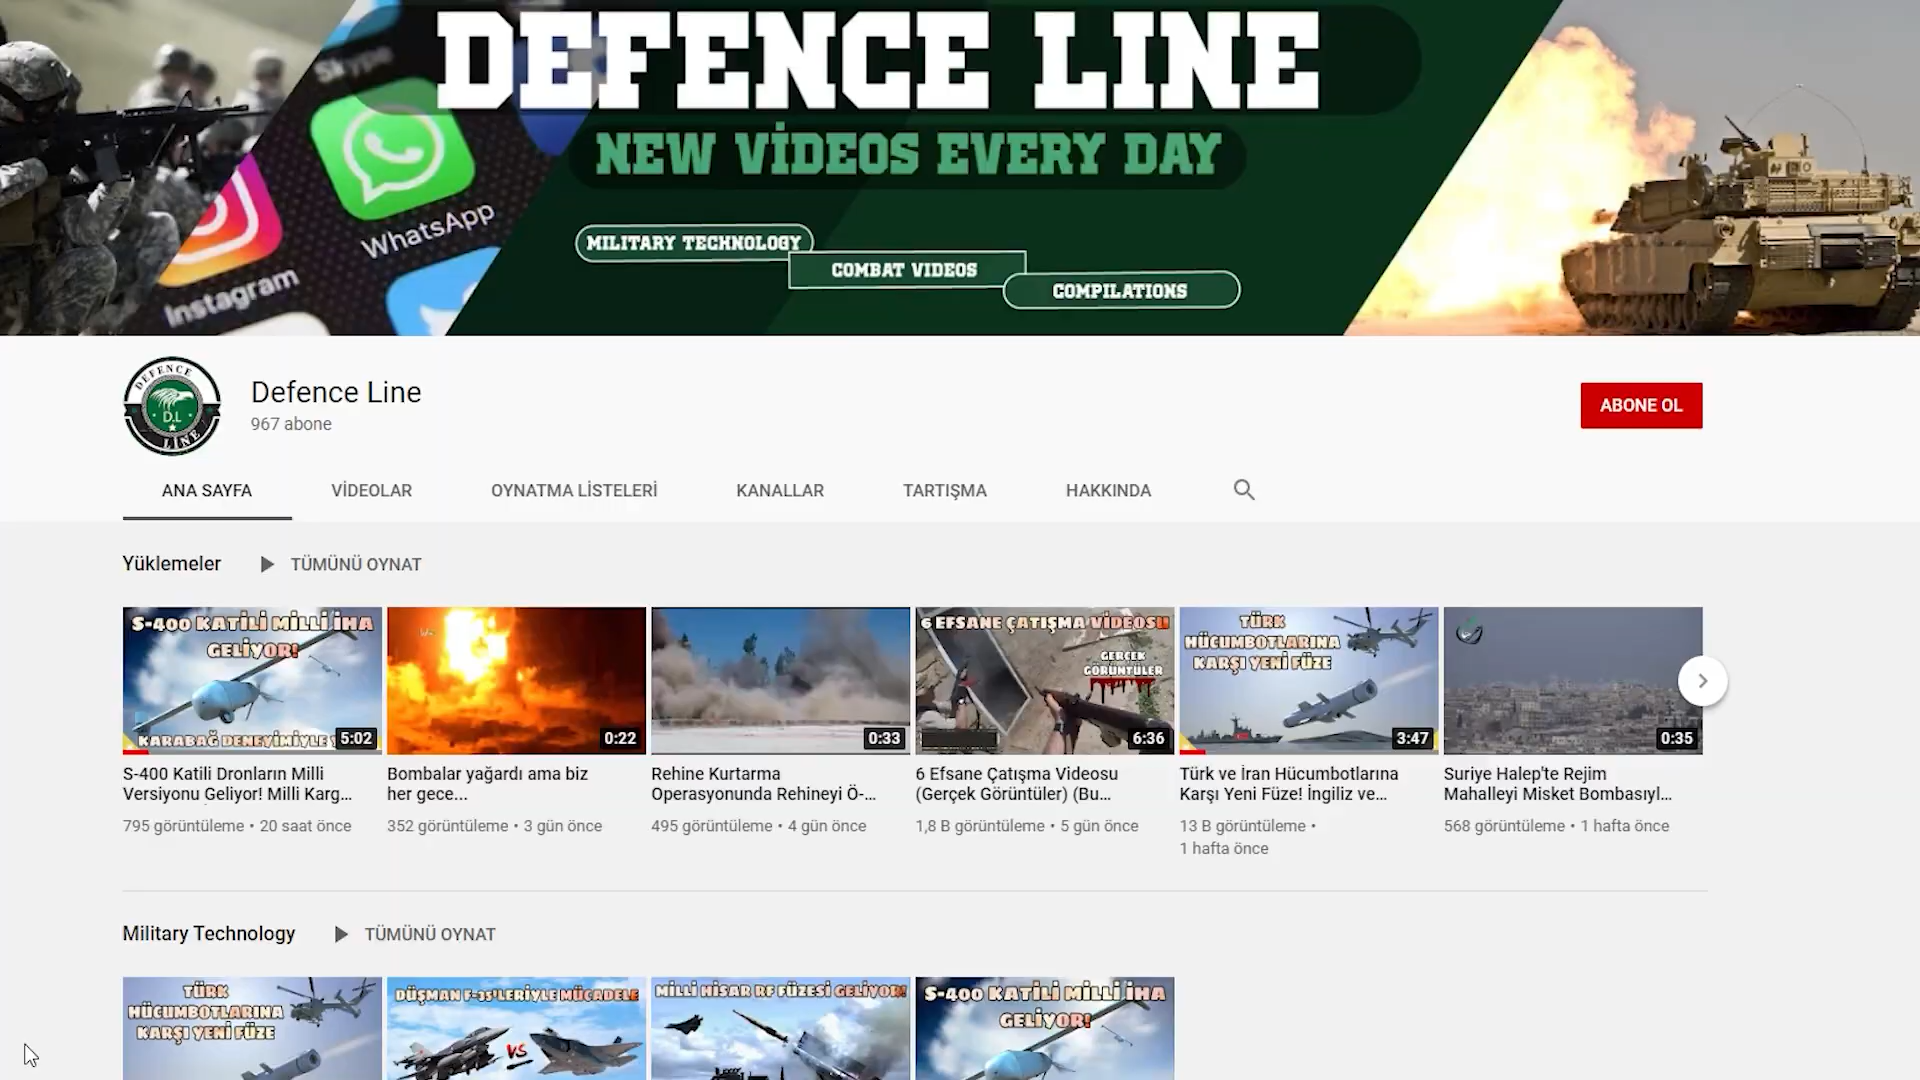 Skype
WhatsApp
Instagram
DEFENCE LINE
NEW VİDEOS EVERY DAY
MILITARY TECHNOLOGY
COMBAT VIDEOS
COMPILATIONS
DEFENCE
D.L
LİNE
Defence Line
967 abone
ABONE OL
ANA SAYFA
VİDEOLAR
OYNATMA LİSTELERİ
KANALLAR
TARTIŞMA
HAKKINDA
Yüklemeler
TÜMÜNÜ OYNAT
S-400 KATİLİ MİLLİ İHA
GELİYOR!
KARABAĞ DENEYİMİYLE
5:02
S-400 Katili Dronların Milli
Versiyonu Geliyor! Milli Karg...
795 görüntüleme • 20 saat önce
0:22
Bombalar yağardı ama biz
her gece...
352 görüntüleme • 3 gün önce
0:33
Rehine Kurtarma
Operasyonunda Rehineyi Ö-...
495 görüntüleme • 4 gün önce
6 EFSANE ÇATIŞMA VİDEOSU
GERÇEK
GÖRÜNTÜLER
6:36
6 Efsane Çatışma Videosu
(Gerçek Görüntüler) (Bu...
1,8 B görüntüleme • 5 gün önce
TÜRK
HÜCUMBOTLARINA
KARŞI YENİ FÜZE
3:47
Türk ve İran Hücumbotlarına
Karşı Yeni Füze! İngiliz ve...
13 B görüntüleme •
1 hafta önce
0:35
Suriye Halep'te Rejim
Mahalleyi Misket Bombasıyl...
568 görüntüleme • 1 hafta önce
Military Technology
TÜMÜNÜ OYNAT
TÜRK
HÜCUMBOTLARINA
KARŞI YENİ FÜZE
DÜŞMAN F-35'LERİYLE MÜCADELE
VS
MİLLİ HİSAR RF FÜZESİ GELİYOR!
S-400 KATİLİ MİLLİ İHA
GELİYOR!